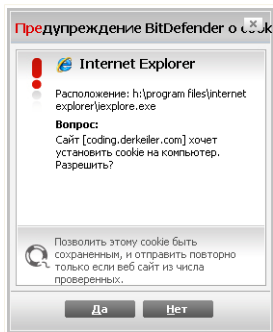 Предупреждение BitDefender о cook
Internet Explorer
Расположение: h:\program files\internet
explorer\iexplore.exe
Вопрос:
Сайт [coding.derkeiler.com] хочет
установить cookie на компьютер.
Разрешить?
Позволить этому cookie быть
сохраненным, и отправить повторно
только если веб сайт из числа
проверенных.
Да
Нет